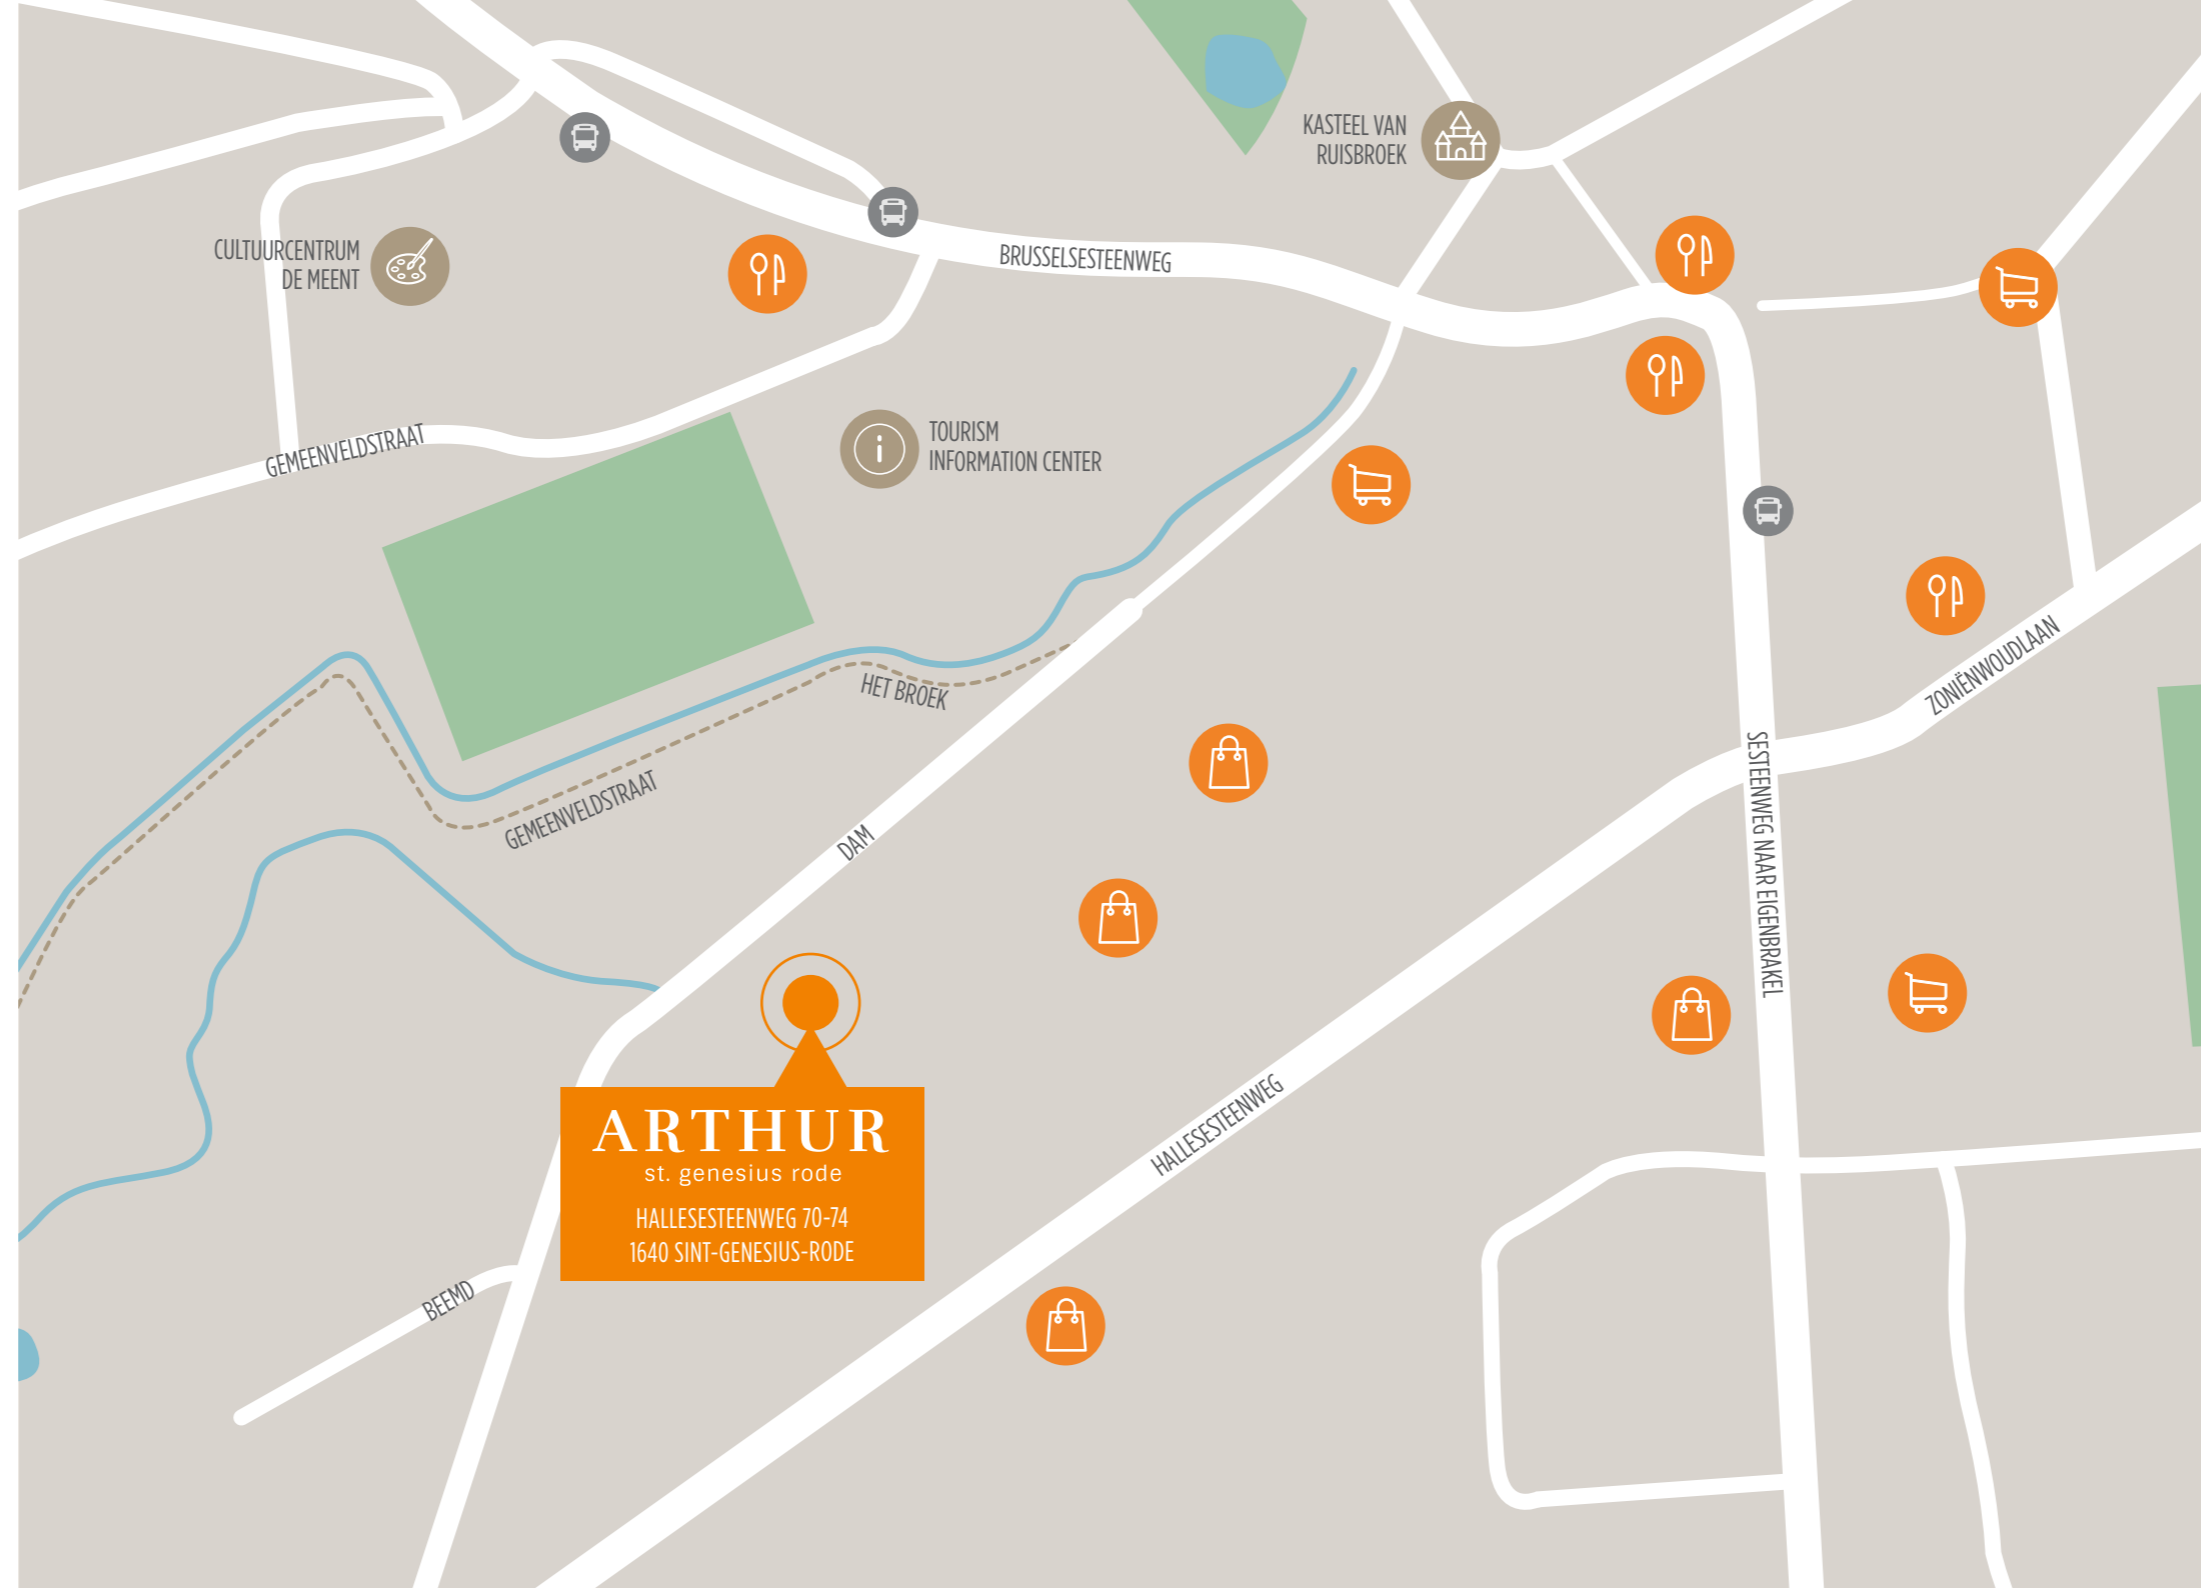 KASTEEL VAN
RUISBROEK
CULTUURCENTRUM
DE MEENT
BRUSSELSESTEENWEG
GEMEENVELDSTRAAT
TOURISM
INFORMATION CENTER
HET BROEK
ZONIËNWOUDLAAN
GEMEENVELDSTRAAT
DAM
SESTEENWEG NAAR EIGENBRAKEL
HALLESESTEENWEG
ARTHUR
st. genesius rode
HALLESESTEENWEG 70-74
1640 SINT-GENESIUS-RODE
BEEMD